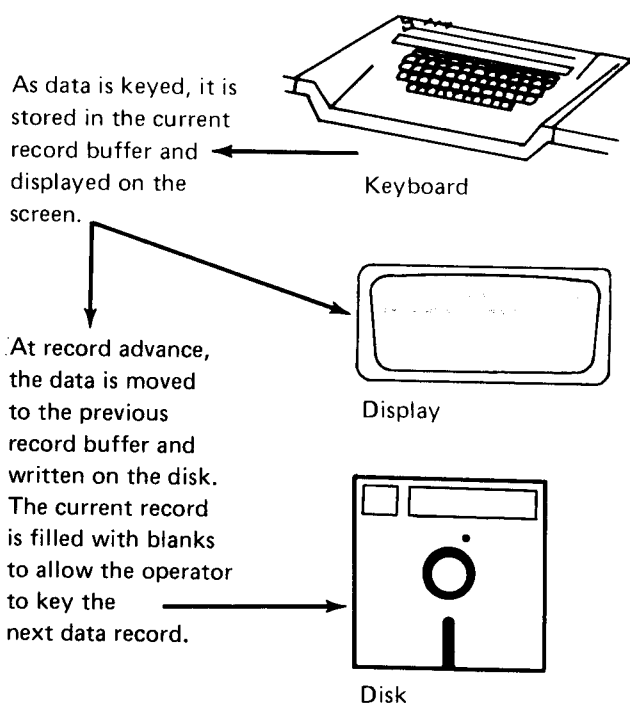 As data is keyed, it is
stored in the current
record buffer and
displayed on the
screen.
Keyboard
Display
At record advance,
the data is moved
to the previous
record buffer and
written on the disk.
The current record
is filled with blanks
to allow the operator
to key the
next data record.
Disk